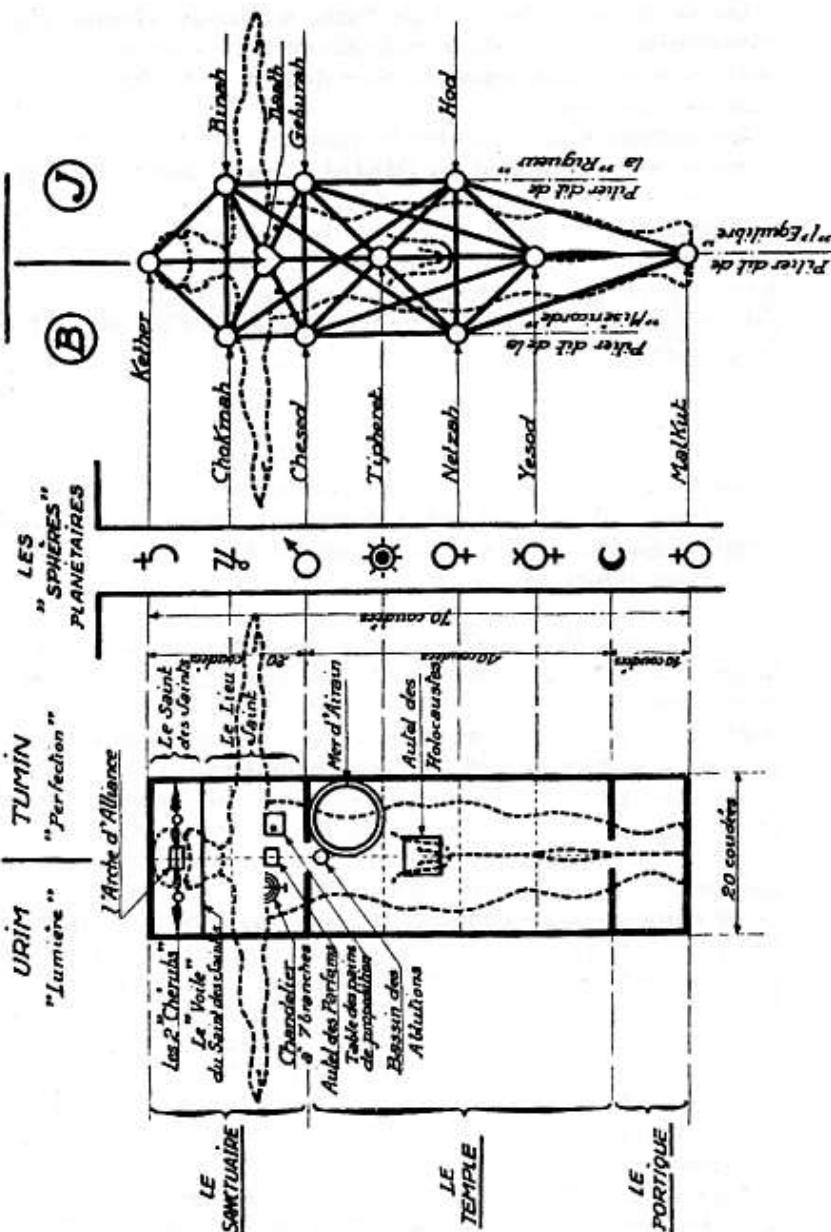 URIM
"Lumière"
TUMIN
"Perfection"
LES
"SPHÈRES"
PLANÉTAIRES
B
J
l'Arche d'Alliance
Le Saint
des Saints
Le Lieu
Saint
Les 2 "Chérubs"
Le "Voile"
du Saint des Saints
Chandelier
à 7 branches
Autel des Parfums
Table des pains
de proposition
Bassin des
Ablutions
Mer d'Airain
Autel des
Holocaustes
20 coudées
40 coudées
10 coudées
70 coudées
20 coudées
LE
SANCTUAIRE
LE
TEMPLE
LE
PORTIQUE
Kether
Chokmah
Chesed
Tipheret
Netzah
Yesod
Malkut
Binah
Daath
Geburah
Hod
Pilier dit de la
"Miséricorde"
Pilier dit de
la "Rigueur"
Pilier dit de
"l'Equilibre"